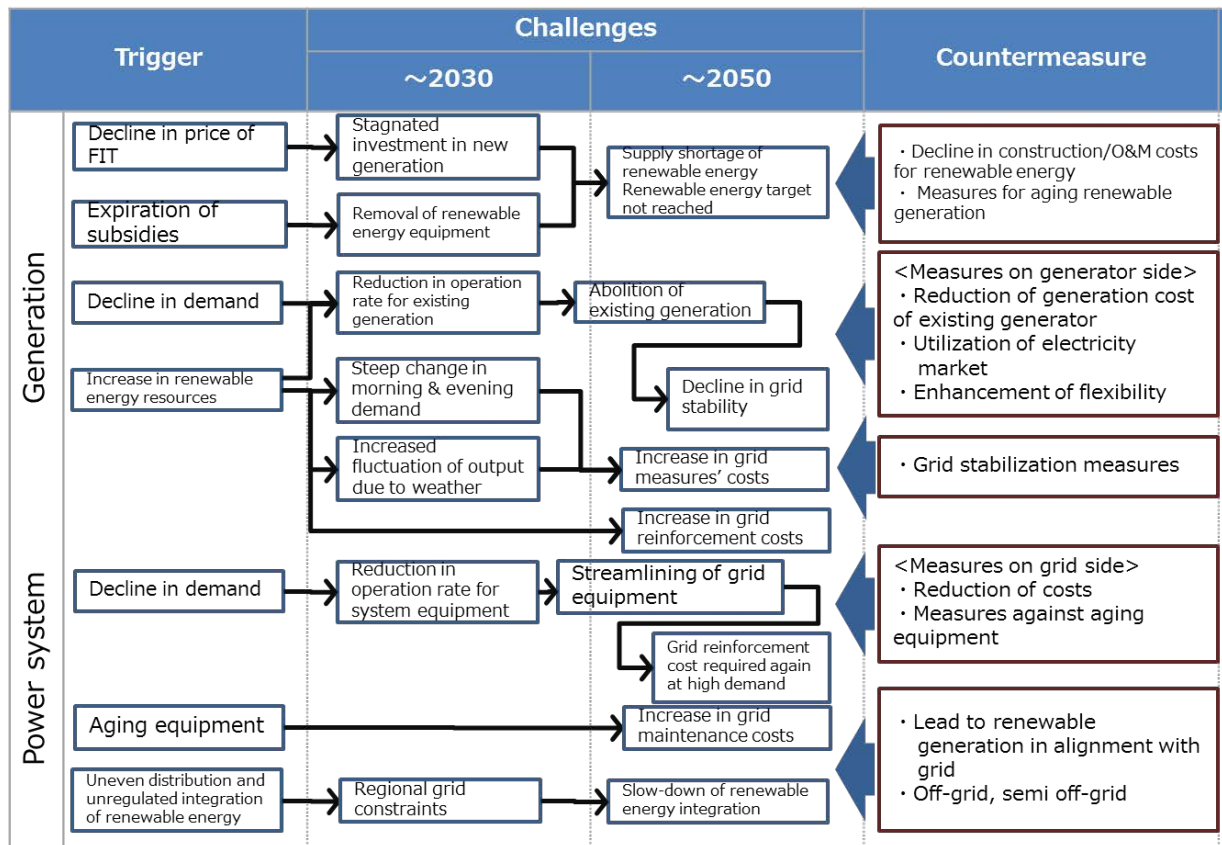 Trigger
Challenges
~2030
~2050
Countermeasure
Generation
Decline in price of
FIT
Stagnated
investment in new
generation
Supply shortage of
renewable energy
Renewable energy target
not reached
・Decline in construction/O&M costs
for renewable energy
・ Measures for aging renewable
generation
Expiration of
subsidies
Removal of renewable
energy equipment
Decline in demand
Reduction in operation
rate for existing
generation
Abolition of
existing generation
<Measures on generator side>
・Reduction of generation cost
of existing generator
・Utilization of electricity
market
・Enhancement of flexibility
Increase in renewable
energy resources
Steep change in
morning & evening
demand
Decline in grid
stability
Increased
fluctuation of output
due to weather
Increase in grid
measures’ costs
・Grid stabilization measures
Increase in grid
reinforcement costs
Power system
Decline in demand
Reduction in
operation rate for
system equipment
Streamlining of grid
equipment
<Measures on grid side>
・Reduction of costs
・Measures against aging
equipment
Grid reinforcement
cost required again
at high demand
Aging equipment
Increase in grid
maintenance costs
・Lead to renewable
generation in alignment with
grid
・Off-grid, semi off-grid
Uneven distribution and
unregulated integration
of renewable energy
Regional grid
constraints
Slow-down of renewable
energy integration